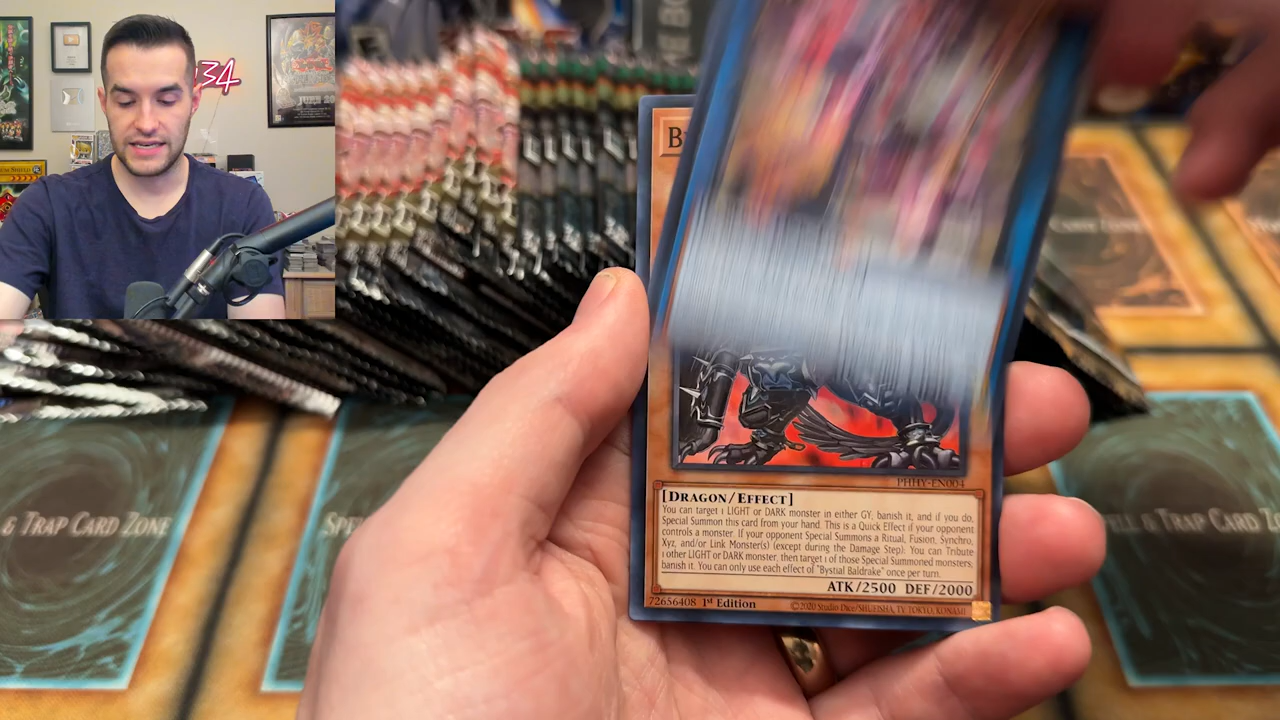 34
JUNE 20
B
CARD ZONE
PHHY-EN004
[DRAGON/EFFECT]
You can target 1 LIGHT or DARK monster in either GY, banish it, and if you do,
Special Summon this card from your hand. This is a Quick Effect if your opponent
controls a monster. If your opponent Special Summons a Ritual, Fusion, Synchro,
Xyz, and/or Link Monster(s) (except during the Damage Step): You can Tribute
1 other LIGHT or DARK monster, then target 1 of those Special Summoned monsters;
banish it. You can only use each effect of "Bystial Baldrake" once per turn.
ATK/2500 DEF/2000
72656408 1st Edition
©2020 Studio Dice/SHUEISHA, TV TOKYO, KONAMI
& TRAP CARD ZONE
SPE
& TRAP CARD Z